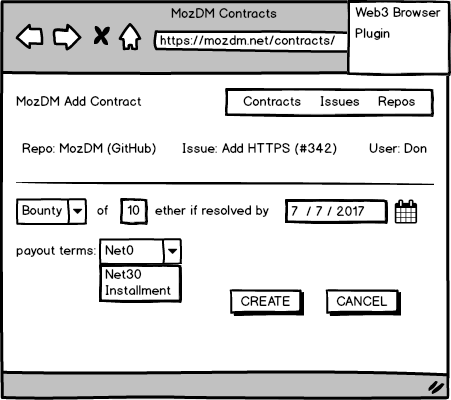 MozDM Contracts
Web3 Browser
Plugin
https://mozdm.net/contracts/
MozDM Add Contract
Contracts Issues Repos
Repo: MozDM (GitHub) Issue: Add HTTPS (#342) User: Don
Bounty of 10 ether if resolved by 7 / 7 / 2017
payout terms: Net0
Net30
Installment
CREATE CANCEL